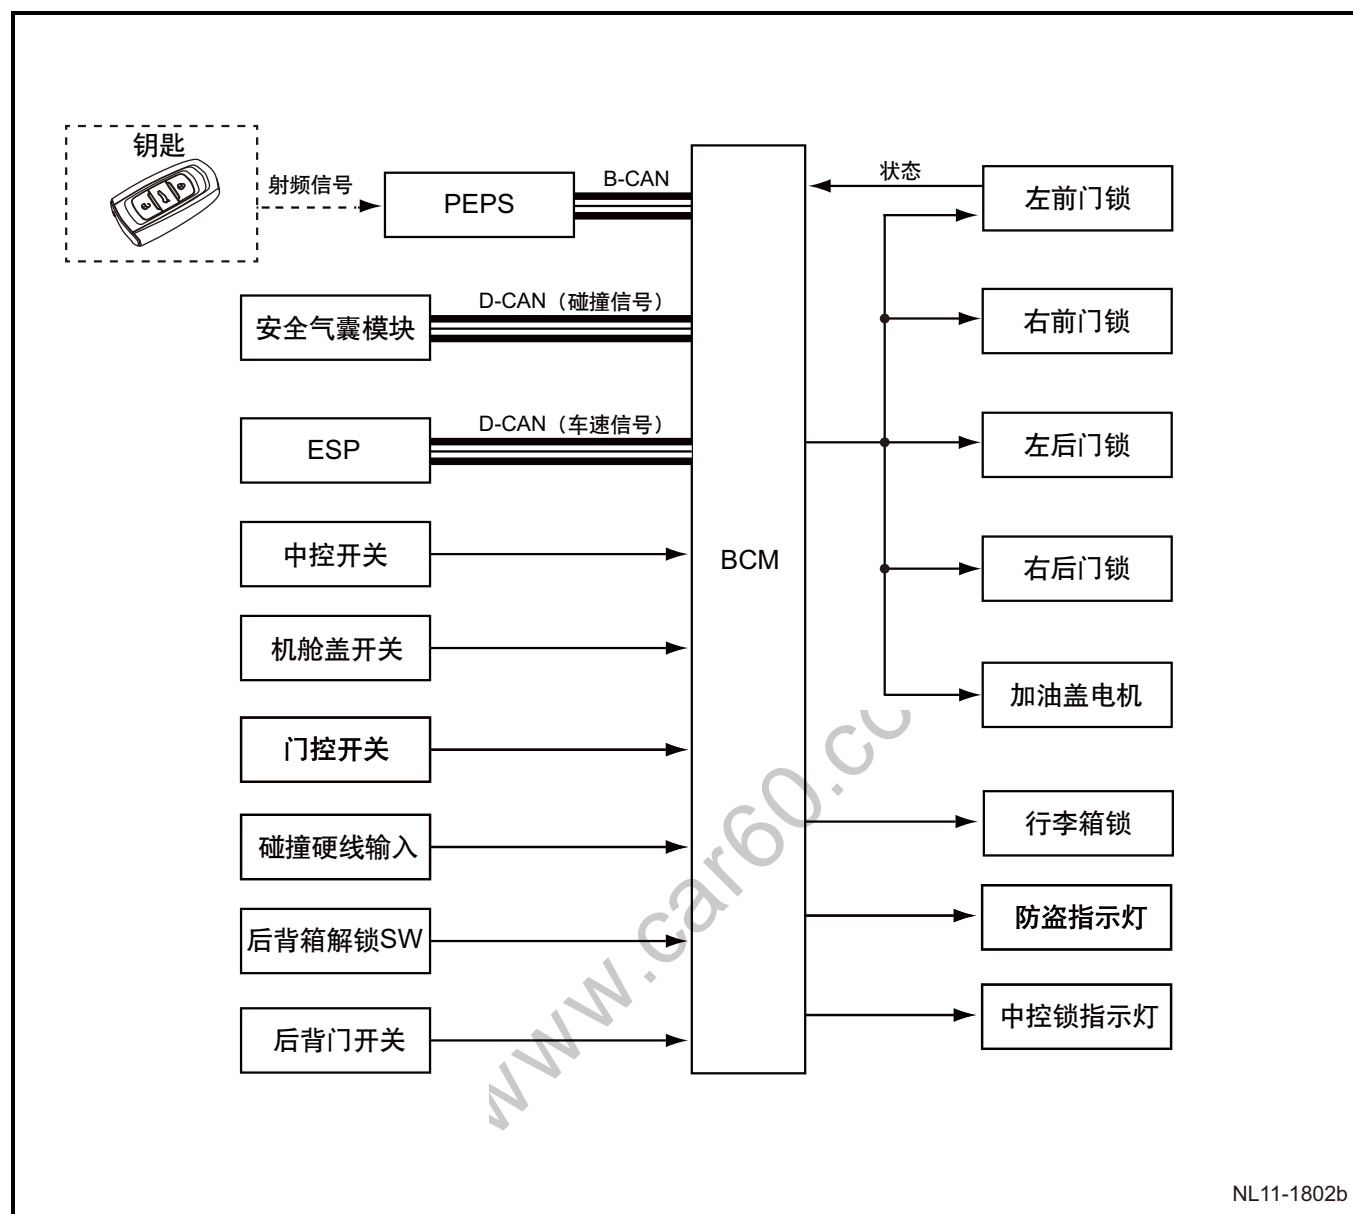 钥匙
射频信号
PEPS
B-CAN
安全气囊模块
D-CAN（碰撞信号）
ESP
D-CAN（车速信号）
中控开关
机舱盖开关
门控开关
碰撞硬线输入
后背箱解锁SW
后背门开关
BCM
状态
左前门锁
右前门锁
左后门锁
右后门锁
加油盖电机
行李箱锁
防盗指示灯
中控锁指示灯
www.car60.co
NL11-1802b